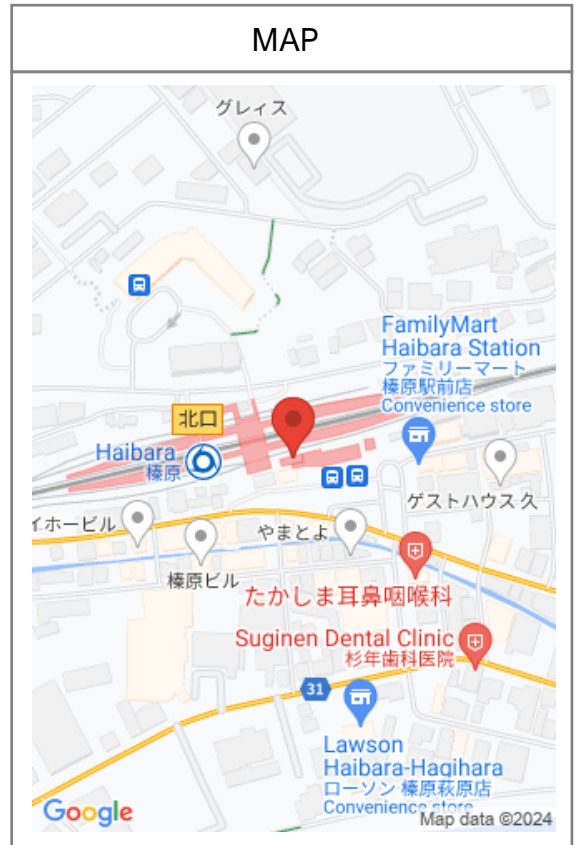 MAP
グレィス
FamilyMart
Haibara Station
ファミリーマート
榛原駅前店
Convenience store
北口
Haibara
榛原
ゲストハウス久
イホービル
やまとよ
榛原ビル
たかしま耳鼻咽喉科
Suginen Dental Clinic
杉年歯科医院
31
Lawson
Haibara-Hagihara
ローソン 榛原萩原店
Convenience store
Google
Map data ©2024